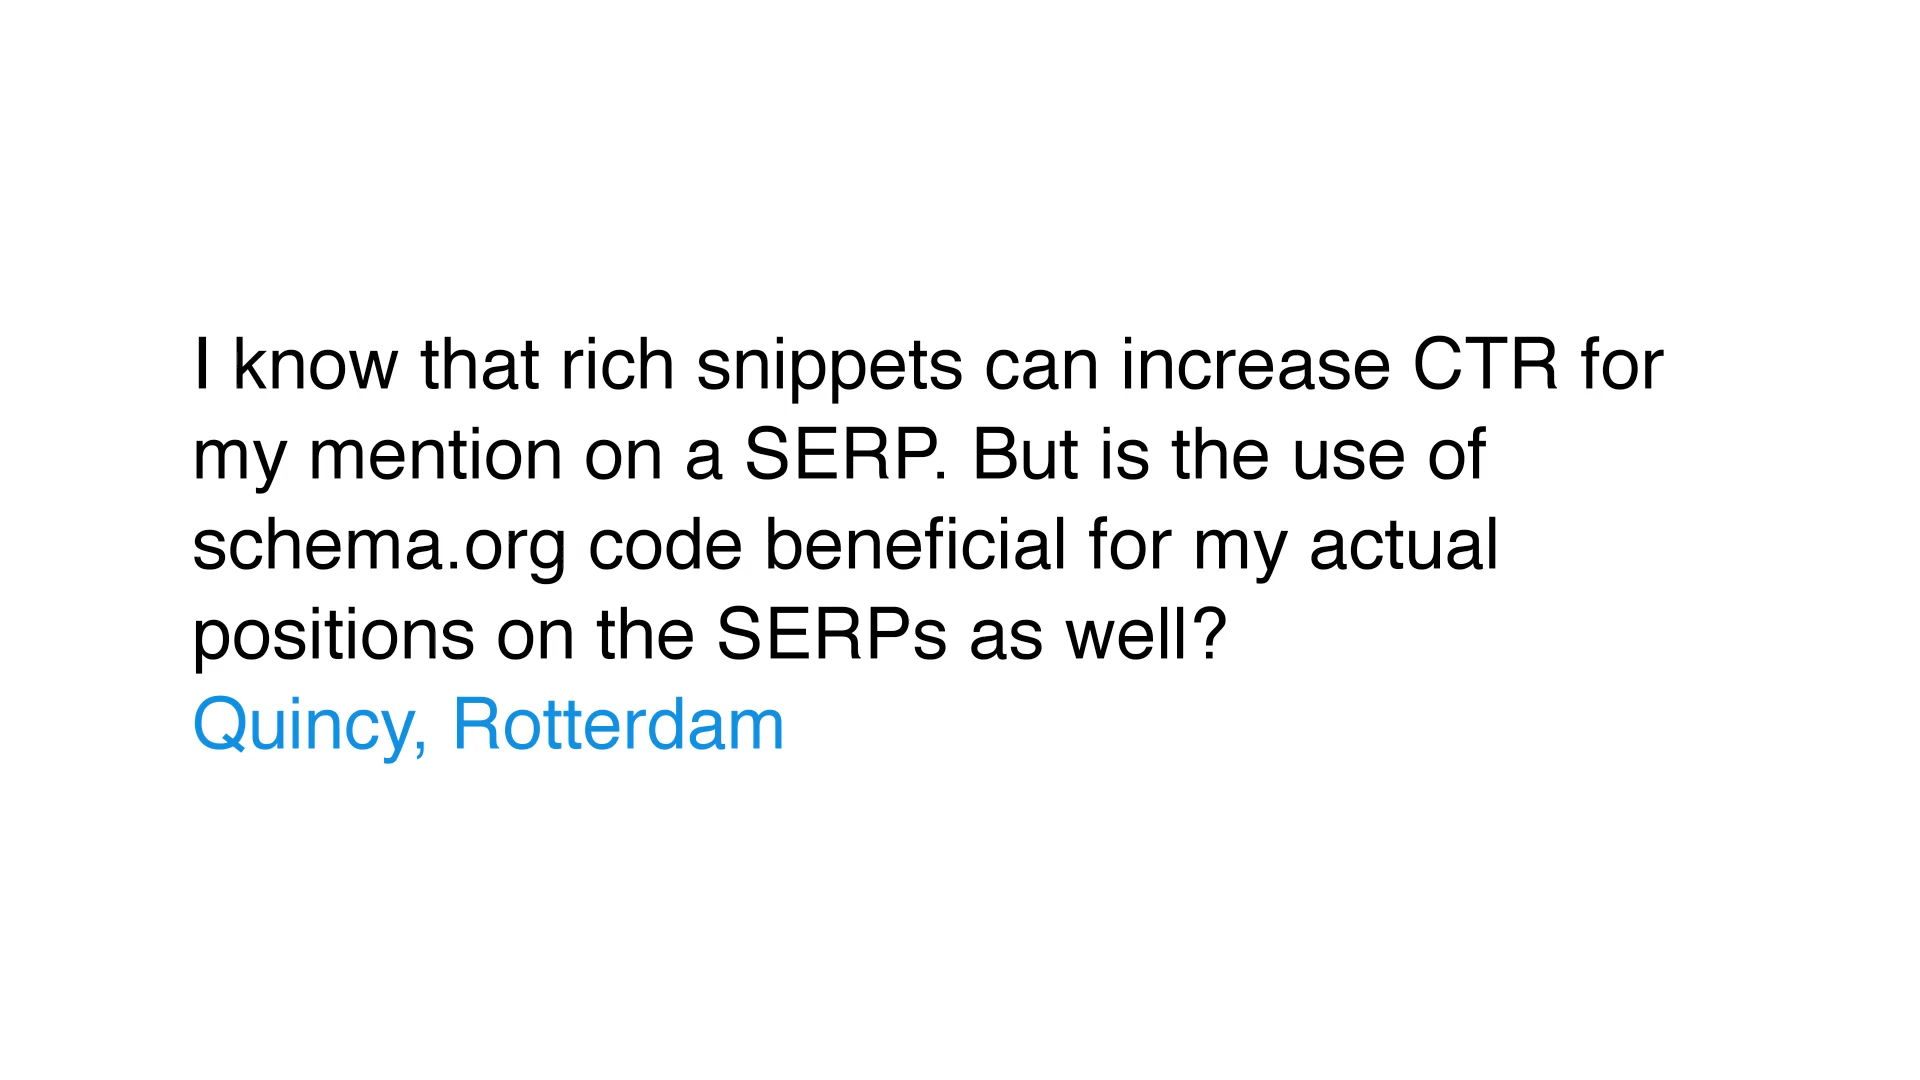 I know that rich snippets can increase CTR for
my mention on a SERP. But is the use of
schema.org code beneficial for my actual
positions on the SERPs as well?
Quincy, Rotterdam